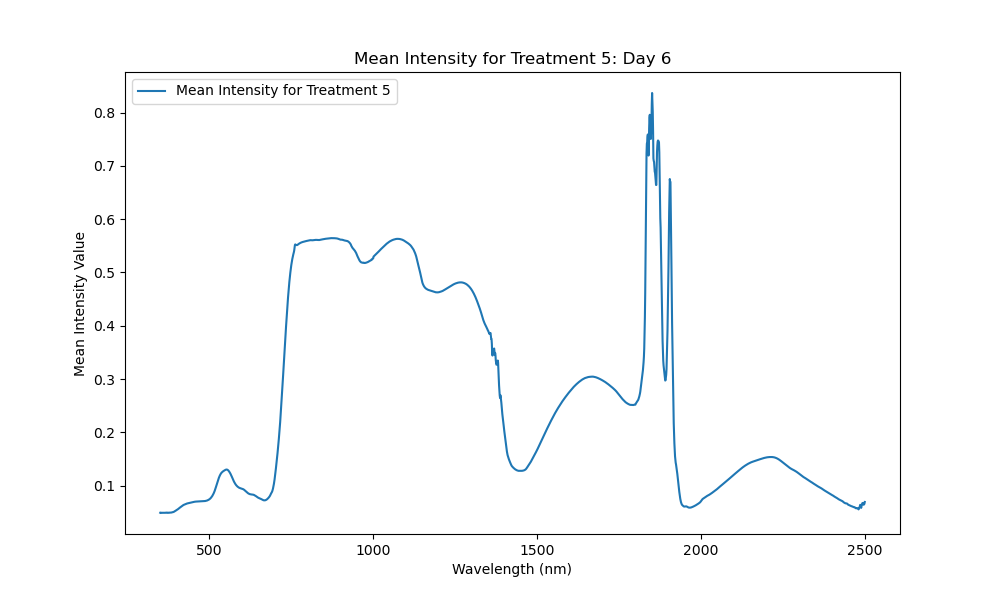 Mean Intensity for Treatment 5: Day 6
Mean Intensity for Treatment 5
Mean Intensity Value
0.8
0.7
0.6
0.5
0.4
0.3
0.2
0.1
500 1000 1500 2000 2500
Wavelength (nm)